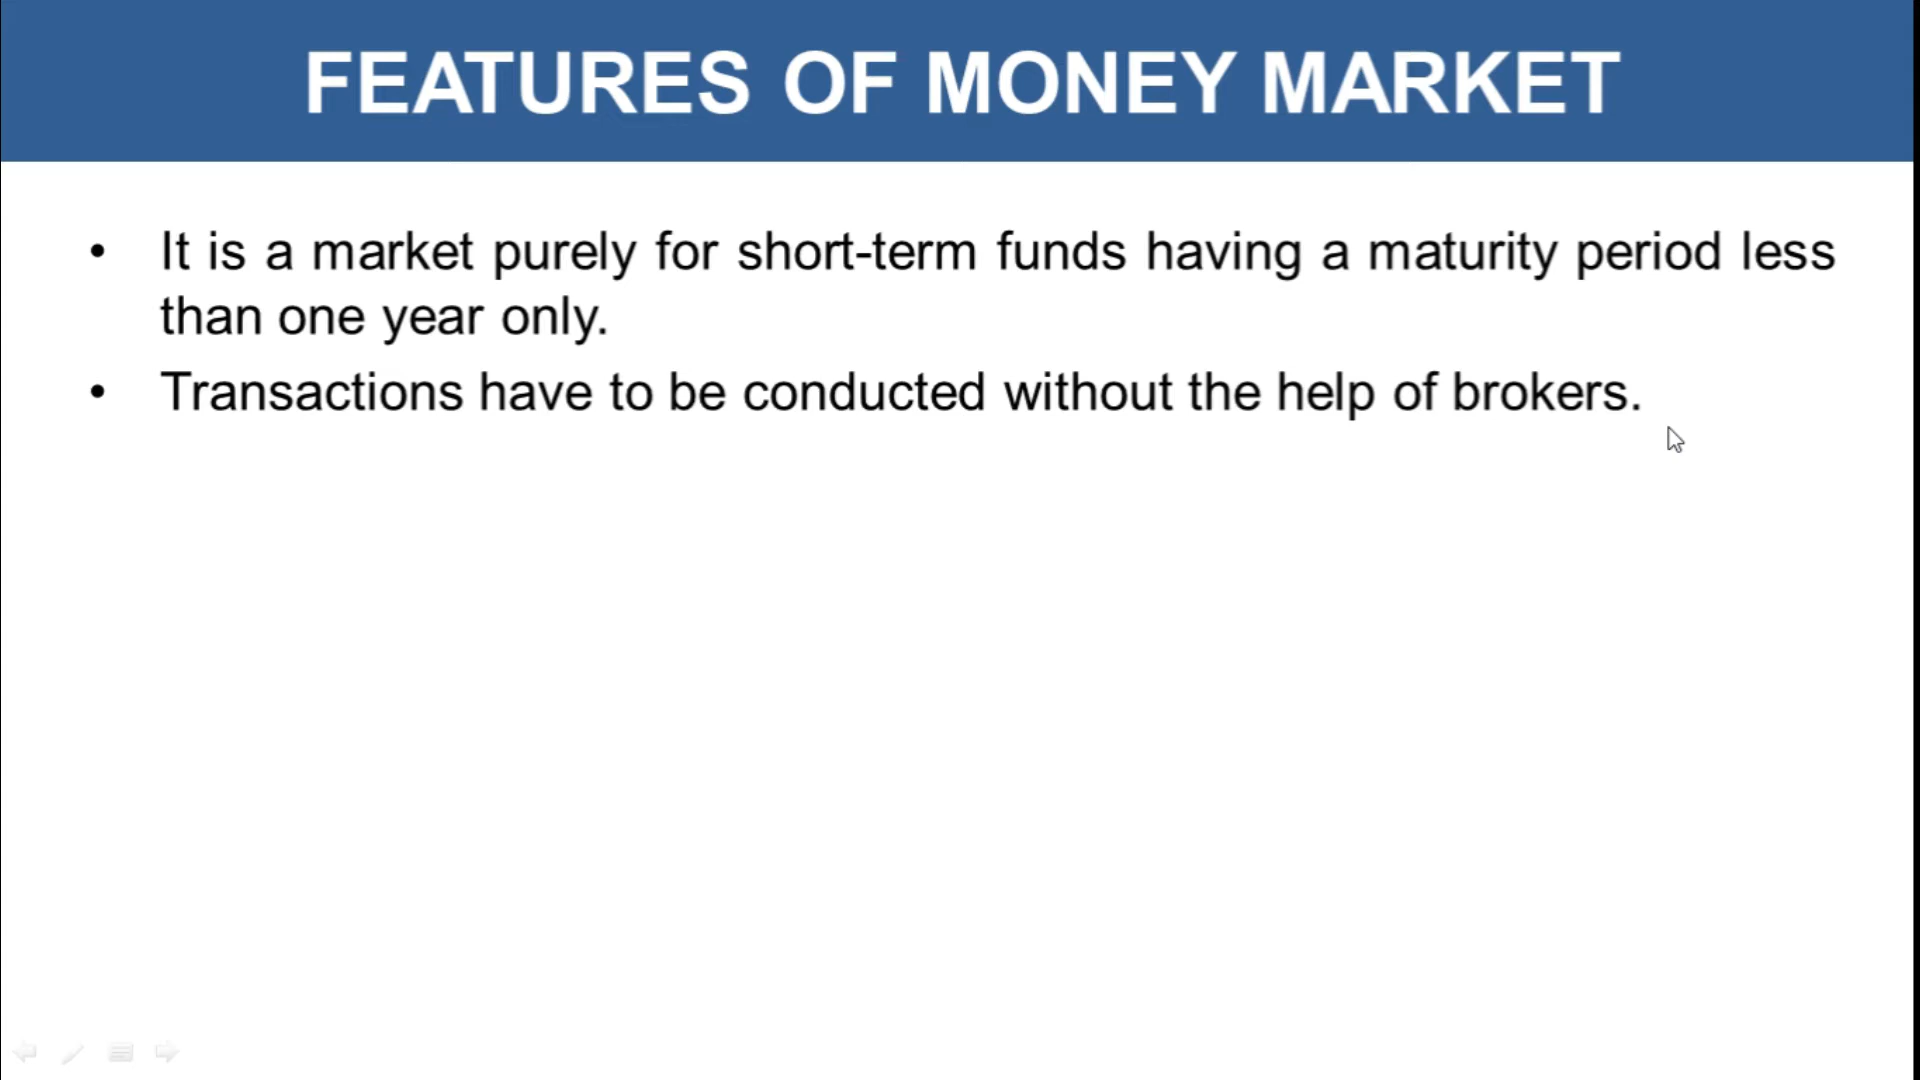 FEATURES OF MONEY MARKET
• It is a market purely for short-term funds having a maturity period less
than one year only.
• Transactions have to be conducted without the help of brokers.